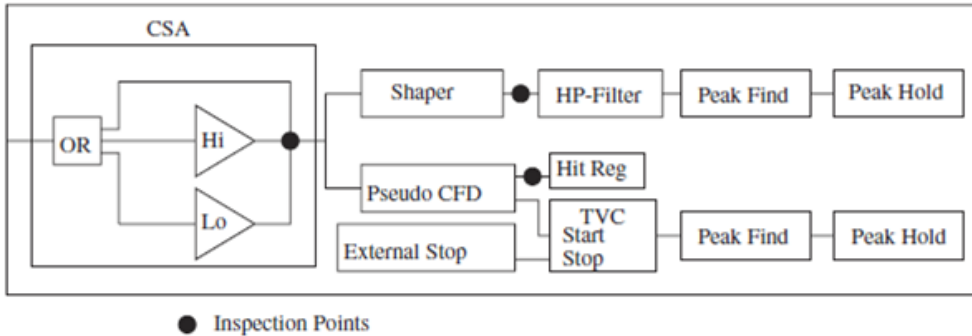 CSA
OR
Hi
Lo
Shaper
HP-Filter
Peak Find
Peak Hold
Pseudo CFD
Hit Reg
External Stop
TVC
Start
Stop
Peak Find
Peak Hold
Inspection Points